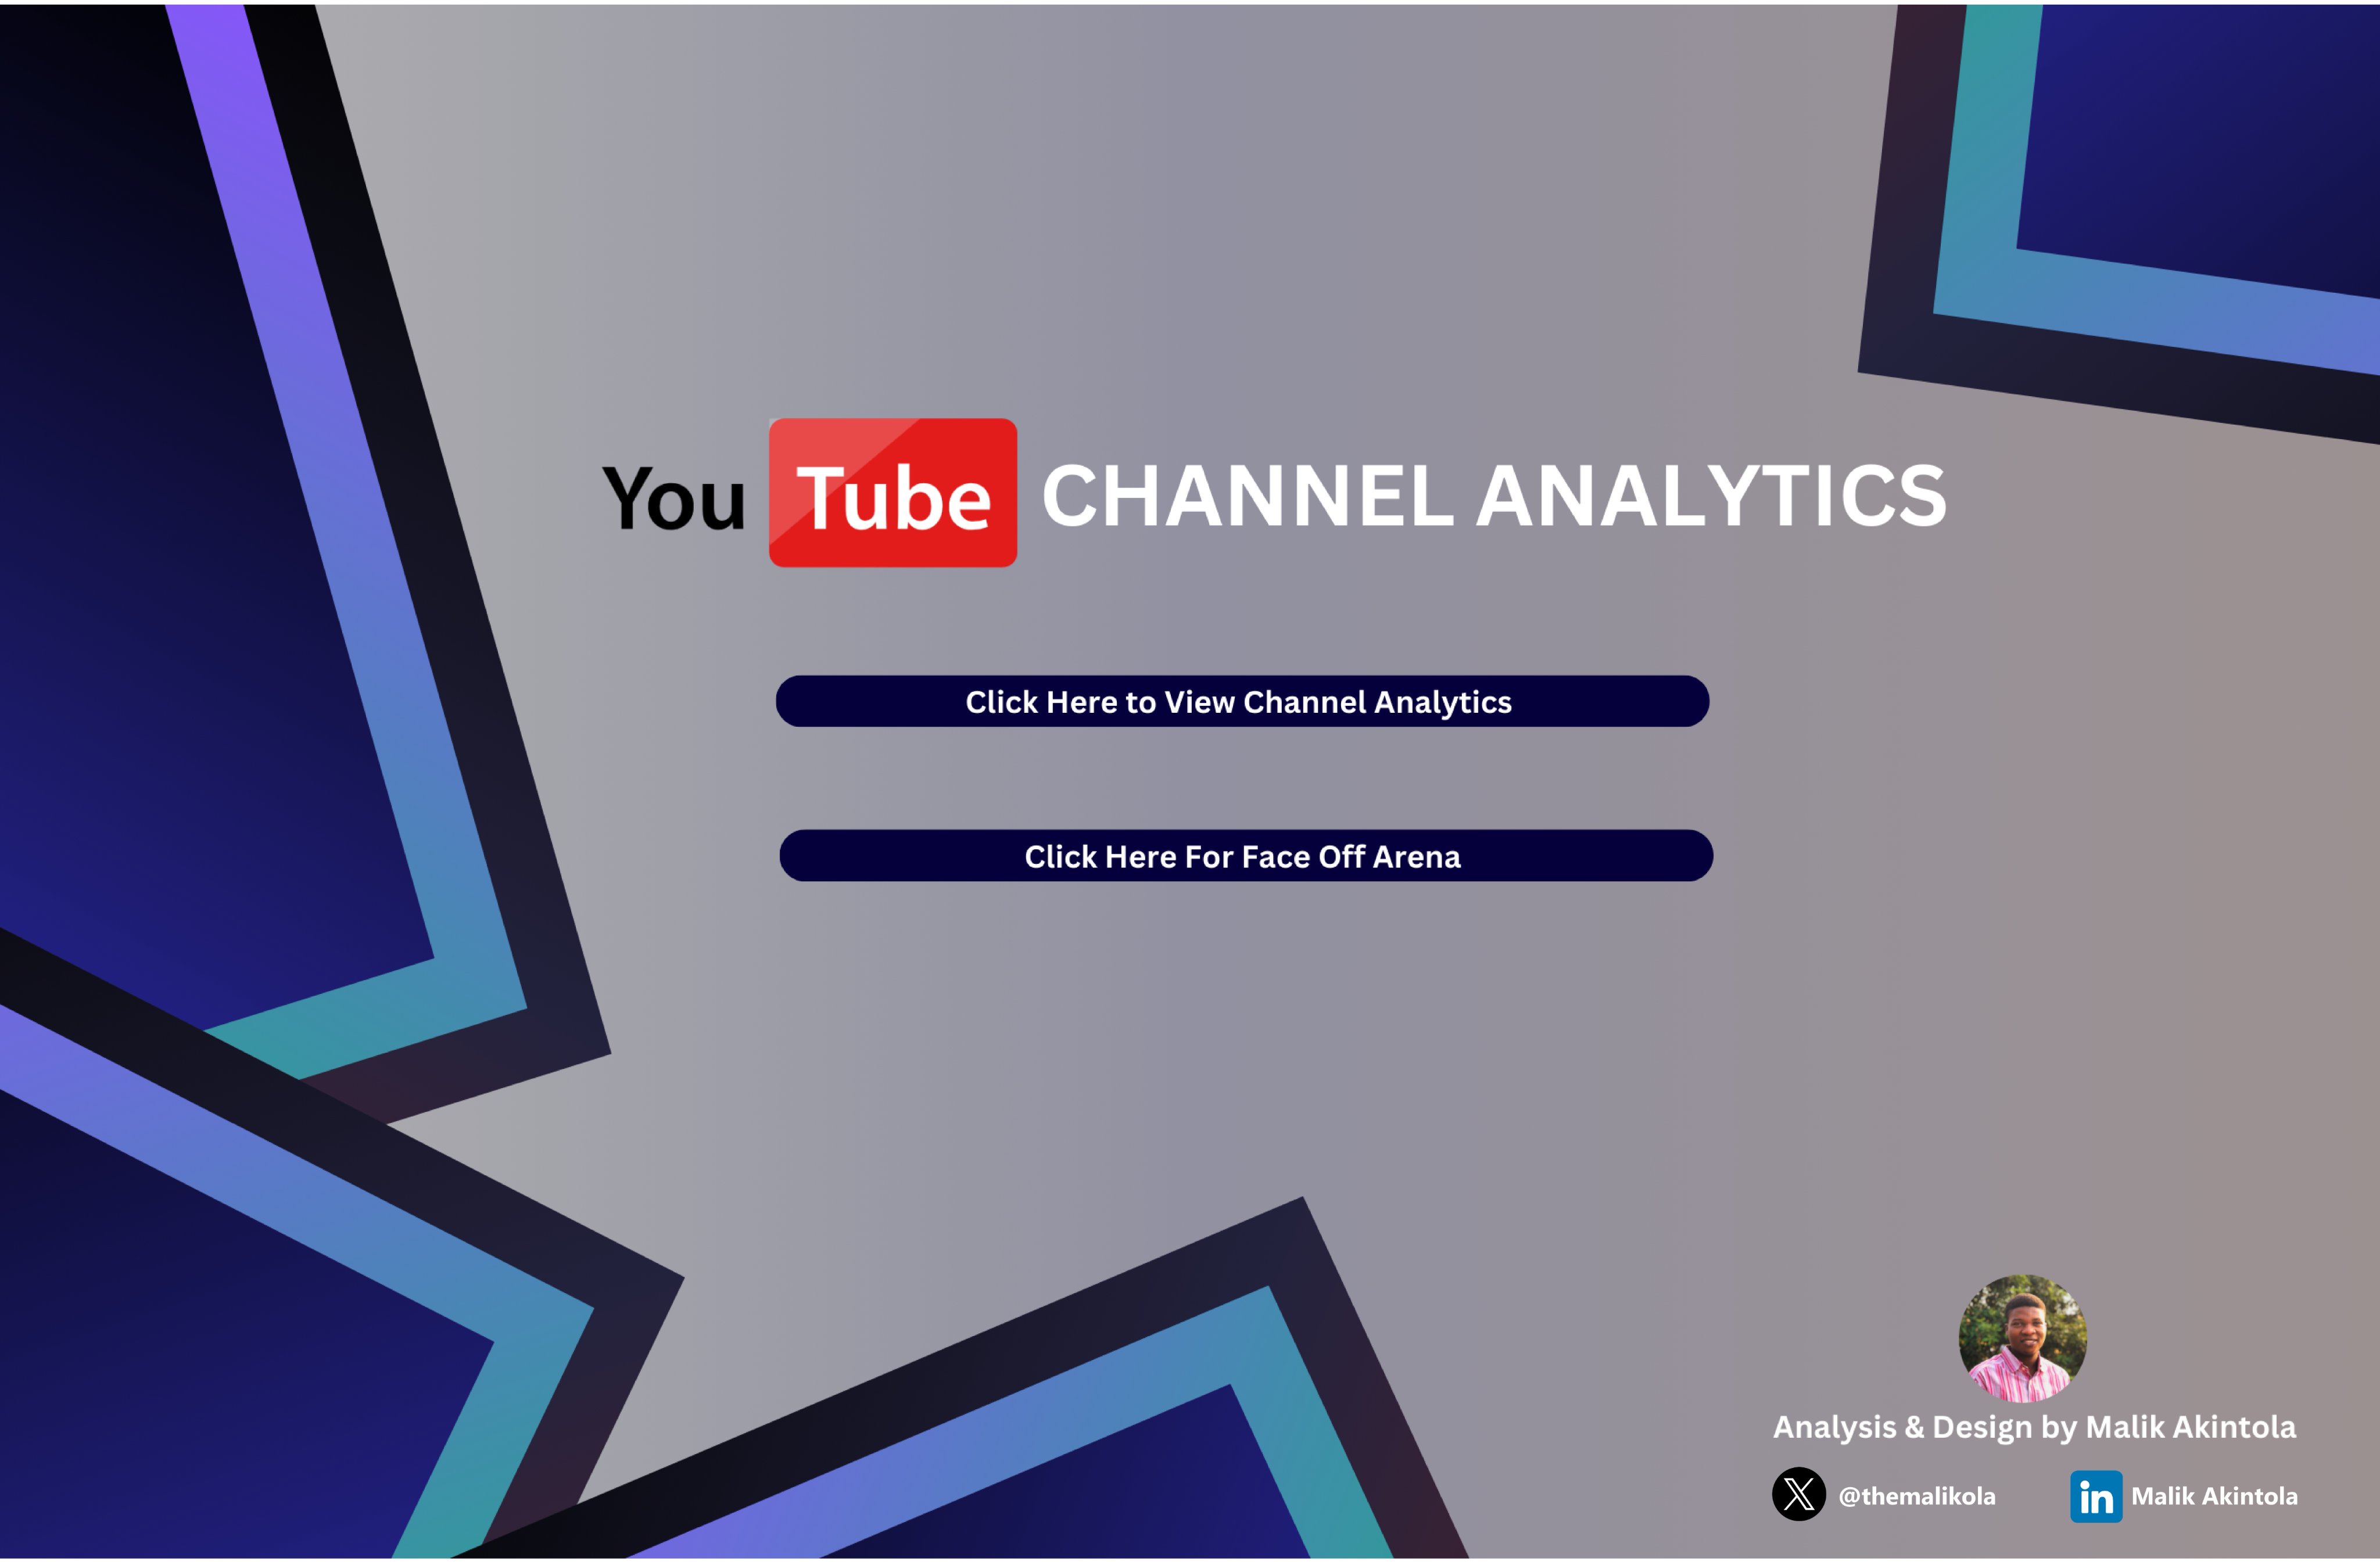 You Tube CHANNEL ANALYTICS
Click Here to View Channel Analytics
Click Here For Face Off Arena
Analysis & Design by Malik Akintola
X @themalikola in Malik Akintola